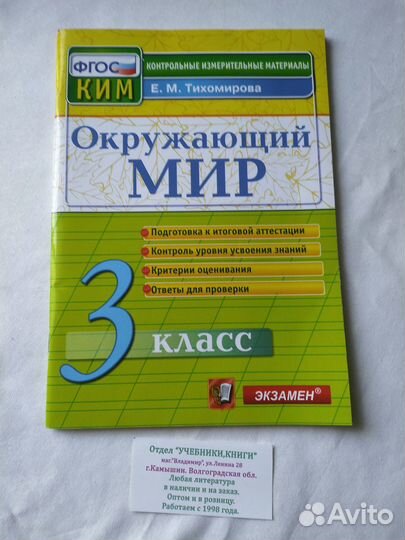 ФГОС
КИМ
КОНТРОЛЬНЫЕ ИЗМЕРИТЕЛЬНЫЕ МАТЕРИАЛЫ
Е. М. Тихомирова
Окружающий
МИР
Подготовка к итоговой аттестации
Контроль уровня усвоения знаний
Критерии оценивания
Ответы для проверки
3 класс
ЭКЗАМЕН®
Отдел "УЧЕБНИКИ,КНИГИ"
маг."Владимир", ул.Ленина 28
г.Камышин. Волгоградская обл.
Любая литература
в наличии и на заказ.
Оптом и в розницу.
Работаем с 1998 года.
Avito